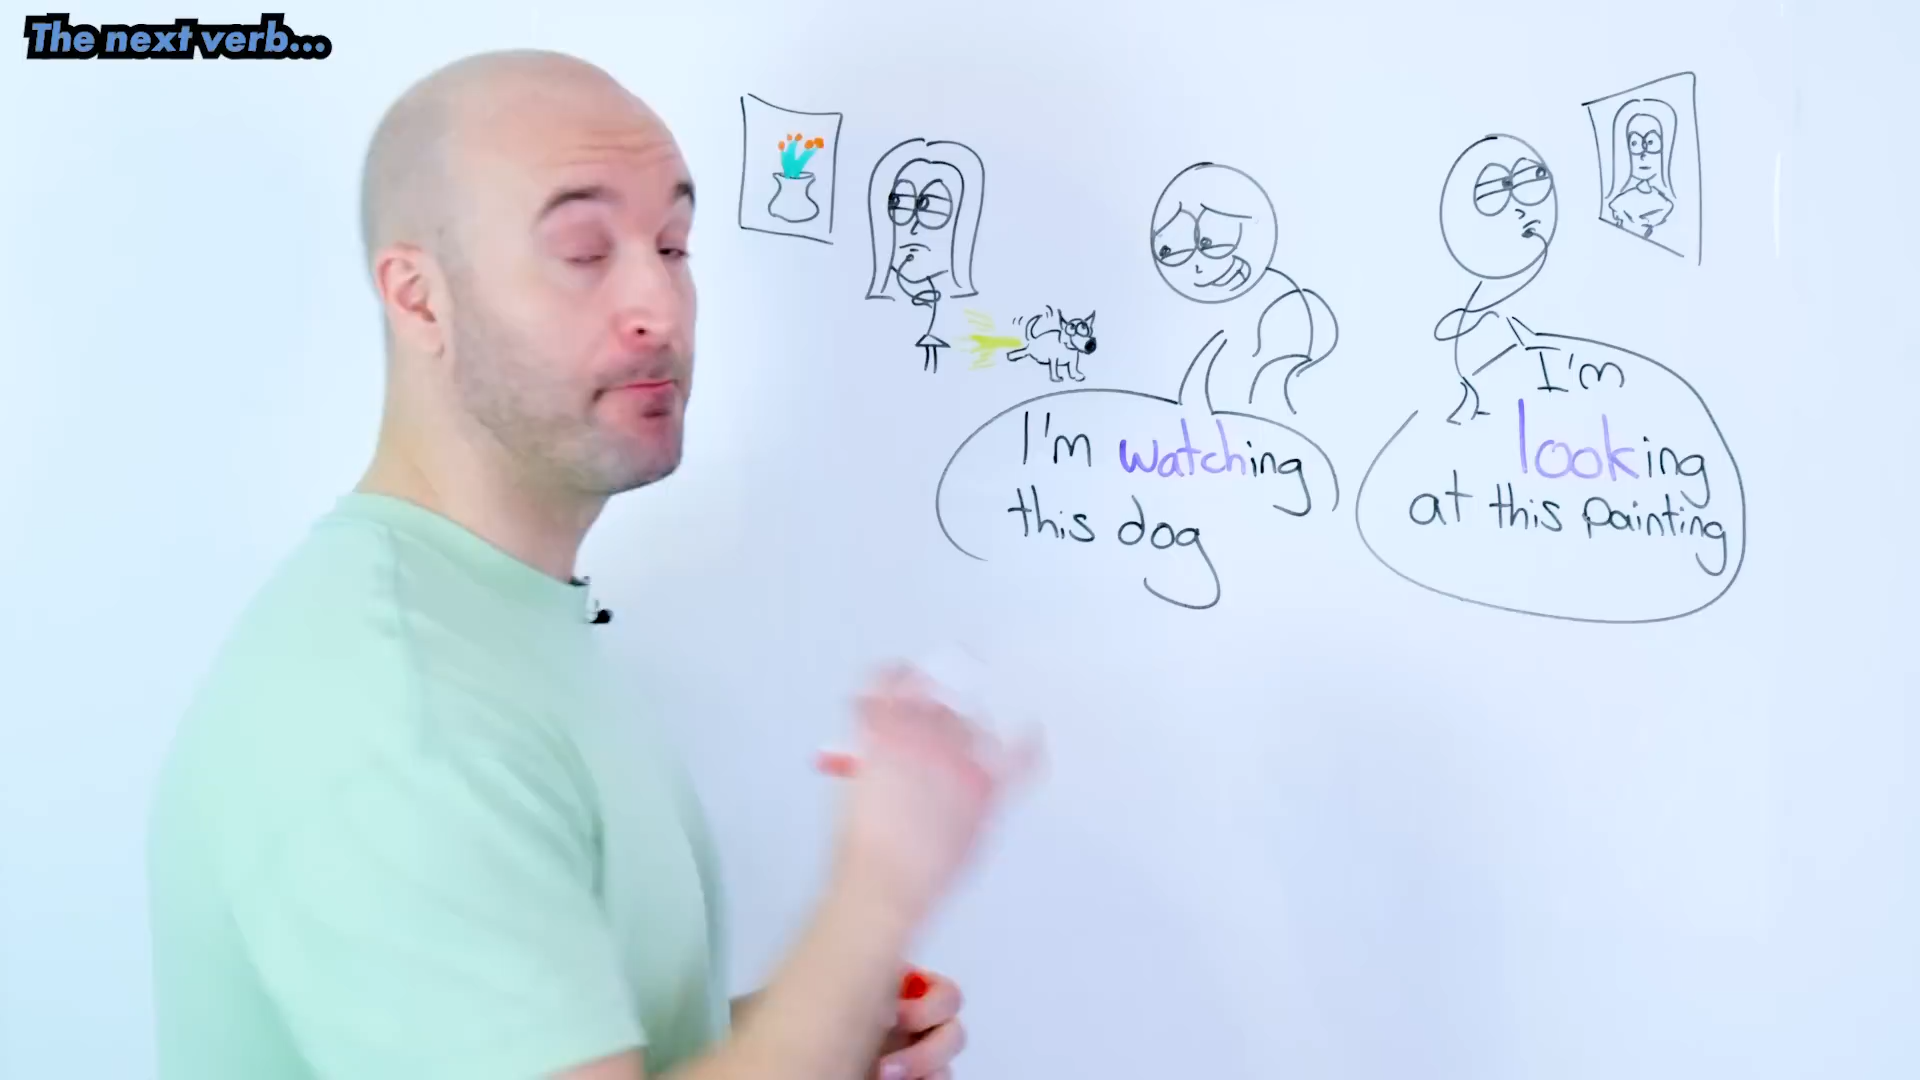 The next verb...
I'm watching
this dog
I'm
looking
at this painting